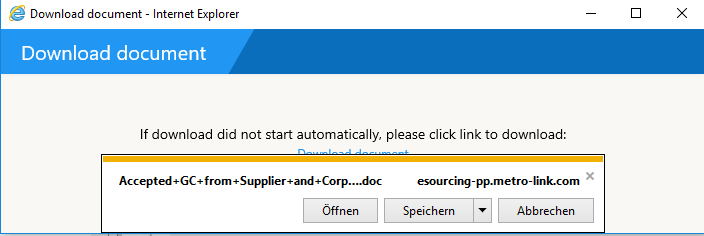 Download document - Internet Explorer
Download document
If download did not start automatically, please click link to download:
Download document
Accepted+GC+from+Supplier+and+Corp....doc esourcing-pp.metro-link.com
Öffnen Speichern Abbrechen